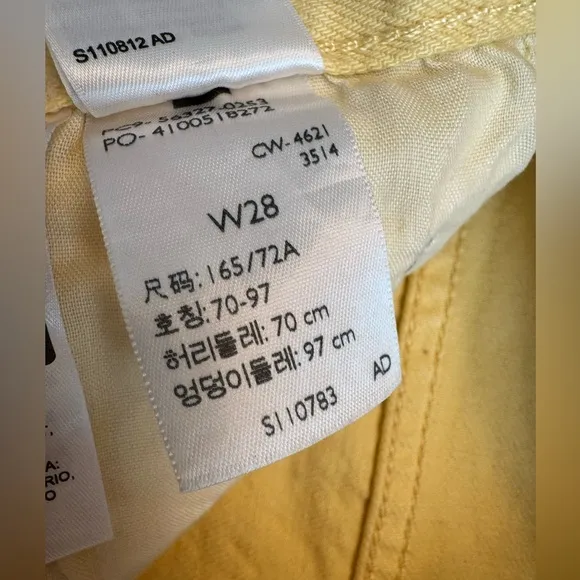 S110812 AD
PO- 4100518272
CW-4621
3514
W28
尺码: 165/72A
호칭: 70-97
허리둘레: 70 cm
엉덩이둘레: 97 cm
S110783 AD
A:
RIO,
O